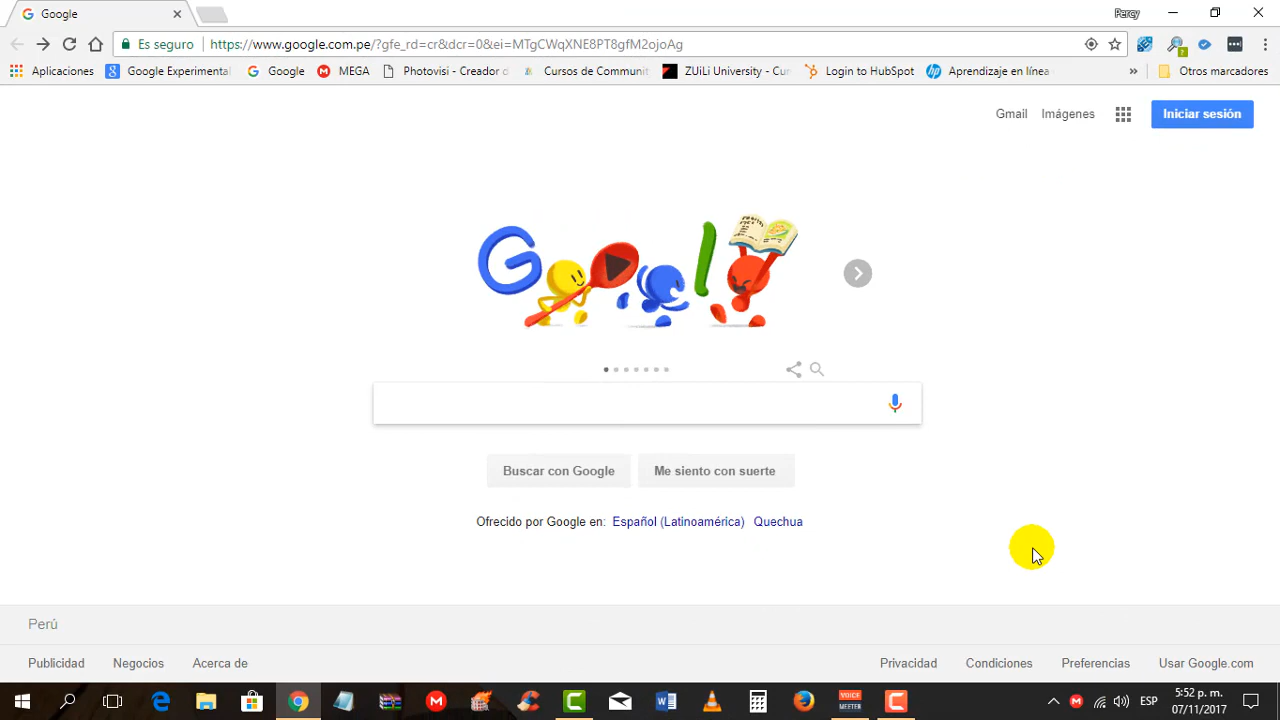 Google
Percy
Es seguro
https://www.google.com.pe/?gfe_rd=cr&dcr=0&ei=MTgCWqXNE8PT8gfM2ojoAg
Aplicaciones
Google Experimental
Google
MEGA
Photovisi - Creador d
Cursos de Communit
ZUiLi University - Cur
Login to HubSpot
Aprendizaje en línea
»
Otros marcadores
Gmail
Imágenes
Iniciar sesión
Buscar con Google
Me siento con suerte
Ofrecido por Google en: Español (Latinoamérica) Quechua
Perú
Publicidad
Negocios
Acerca de
Privacidad
Condiciones
Preferencias
Usar Google.com
VOICE
MEETER
ESP
5:52 p. m.
07/11/2017